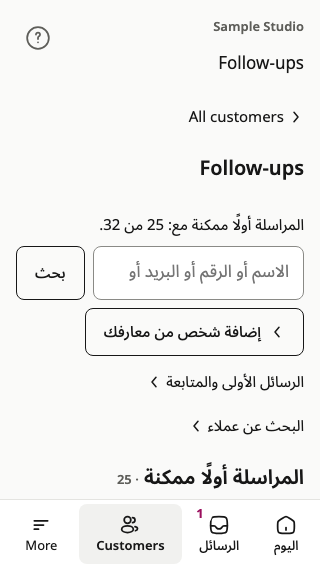 Sample Studio
Follow-ups
All customers
Follow-ups
المراسلة أولًا ممكنة مع: 25 من 32.
الاسم أو الرقم أو البريد أو
بحث
إضافة شخص من معارفك
الرسائل الأولى والمتابعة
البحث عن عملاء
المراسلة أولًا ممكنة · 25
اليوم
الرسائل 1
Customers
More